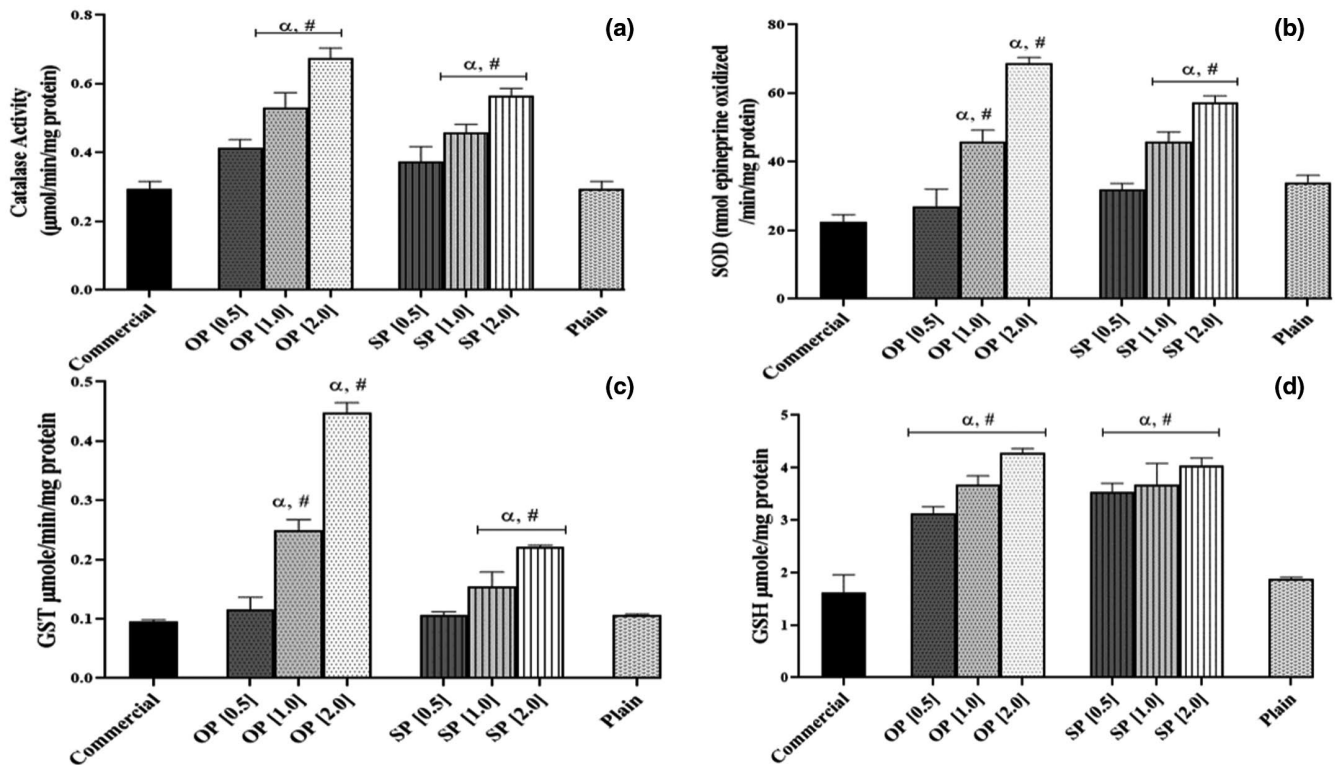 (a)
Catalase Activity
(μmol/min/mg protein)
0.8
0.6
0.4
0.2
0.0
α, #
α, #
Commercial
OP [0.5]
OP [1.0]
OP [2.0]
SP [0.5]
SP [1.0]
SP [2.0]
Plain
(b)
SOD (nmol epineprine oxidized
/min/mg protein)
80
60
40
20
0
α, #
α, #
α, #
Commercial
OP [0.5]
OP [1.0]
OP [2.0]
SP [0.5]
SP [1.0]
SP [2.0]
Plain
(c)
GST μmole/min/mg protein
0.5
0.4
0.3
0.2
0.1
0.0
α, #
α, #
α, #
Commercial
OP [0.5]
OP [1.0]
OP [2.0]
SP [0.5]
SP [1.0]
SP [2.0]
Plain
(d)
GSH μmole/mg protein
5
4
3
2
1
0
α, #
α, #
Commercial
OP [0.5]
OP [1.0]
OP [2.0]
SP [0.5]
SP [1.0]
SP [2.0]
Plain